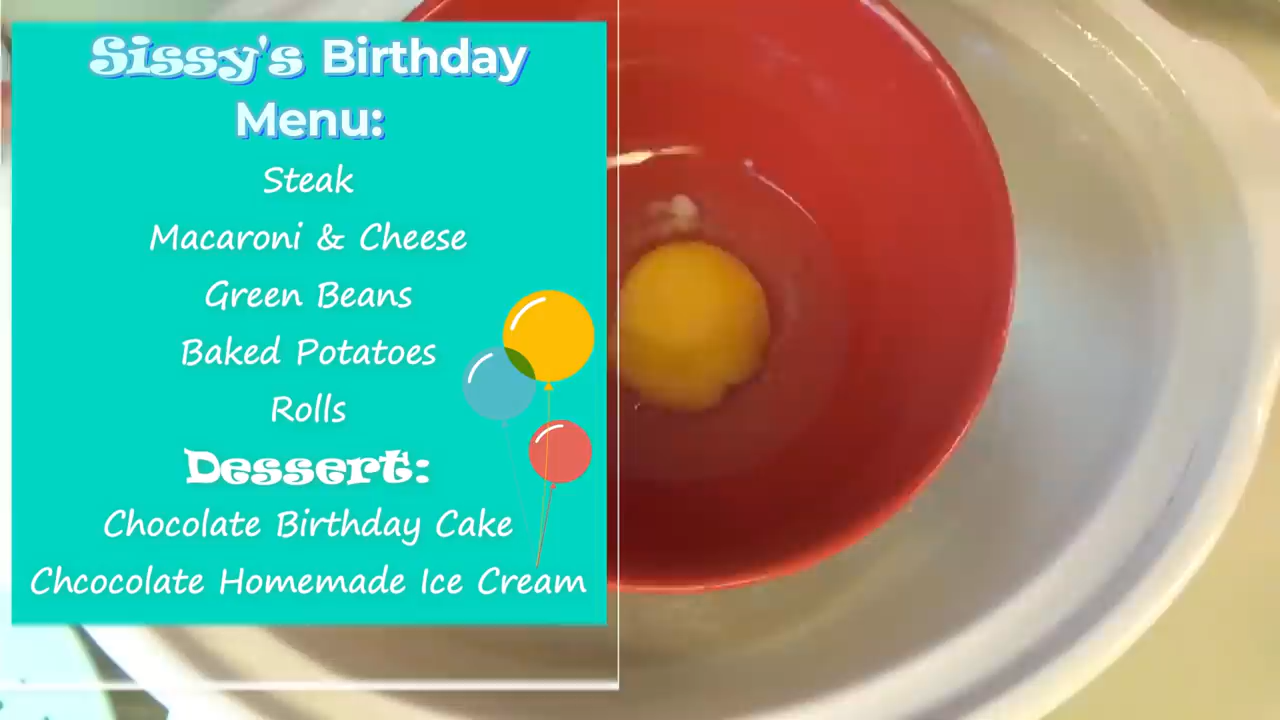 Sissy's Birthday
Menu:
Steak
Macaroni & Cheese
Green Beans
Baked Potatoes
Rolls
Dessert:
Chocolate Birthday Cake
Chcocolate Homemade Ice Cream